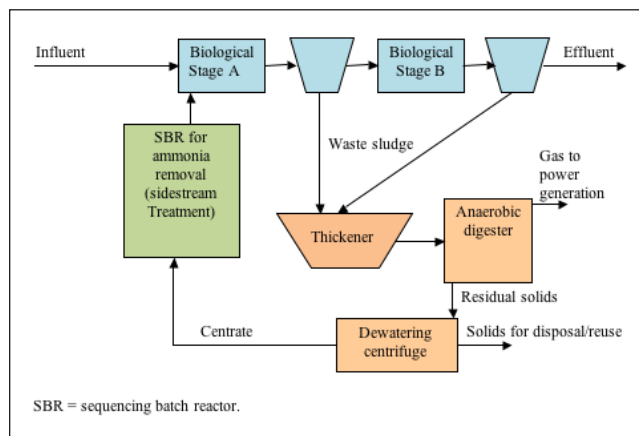 Influent
Biological
Stage A
Biological
Stage B
Effluent
SBR for
ammonia
removal
(sidestream
Treatment)
Waste sludge
Gas to
power
generation
Thickener
Anaerobic
digester
Residual solids
Centrate
Dewatering
centrifuge
Solids for disposal/reuse
SBR = sequencing batch reactor.